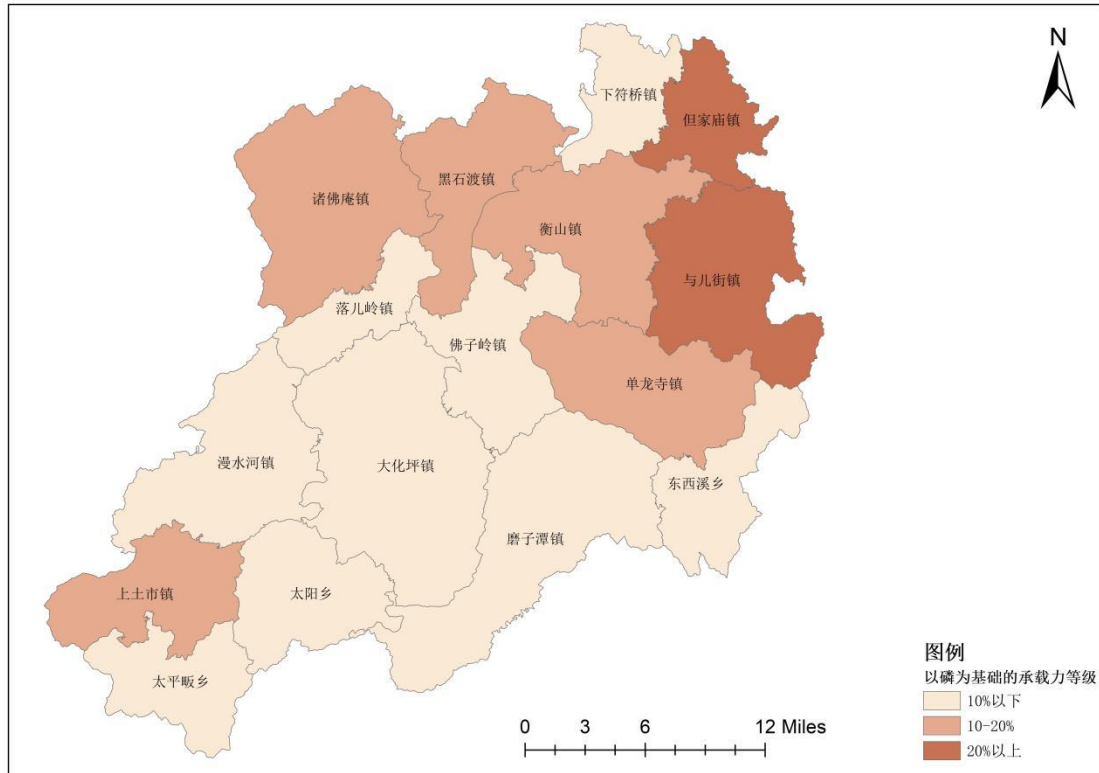 N
下符桥镇
但家庙镇
黑石渡镇
诸佛庵镇
衡山镇
与儿街镇
落儿岭镇
佛子岭镇
单龙寺镇
漫水河镇
大化坪镇
东西溪乡
磨子潭镇
上土市镇
太阳乡
太平畈乡
图例
以磷为基础的承载力等级
10%以下
10-20%
20%以上
0 3 6 12 Miles